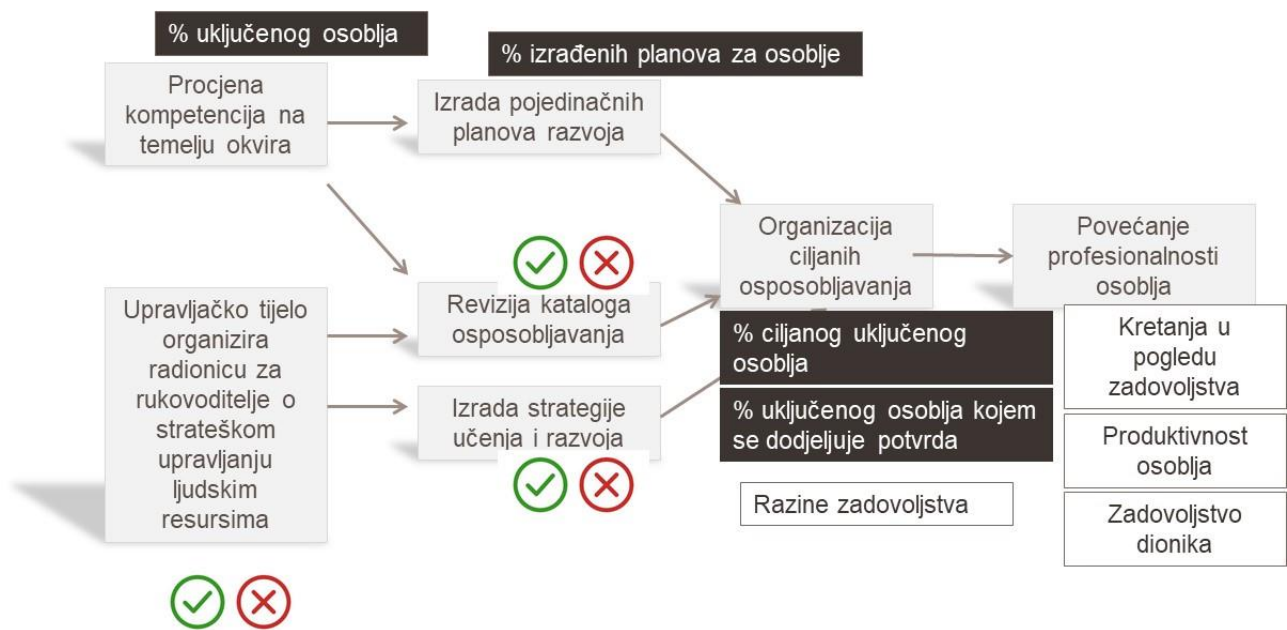 % uključenog osoblja
Procjena
kompetencija na
temelju okvira
% izrađenih planova za osoblje
Izrada pojedinačnih
planova razvoja
Upravljačko tijelo
organizira
radionicu za
rukovoditelje o
strateškom
upravljanju
ljudskim
resursima
Revizija kataloga
osposobljavanja
Izrada strategije
učenja i razvoja
Organizacija
ciljanih
osposobljavanja
% ciljanog uključenog
osoblja
% uključenog osoblja kojem
se dodjeljuje potvrda
Razine zadovoljstva
Povećanje
profesionalnosti
osoblja
Kretanja u
pogledu
zadovoljstva
Produktivnost
osoblja
Zadovoljstvo
dionika